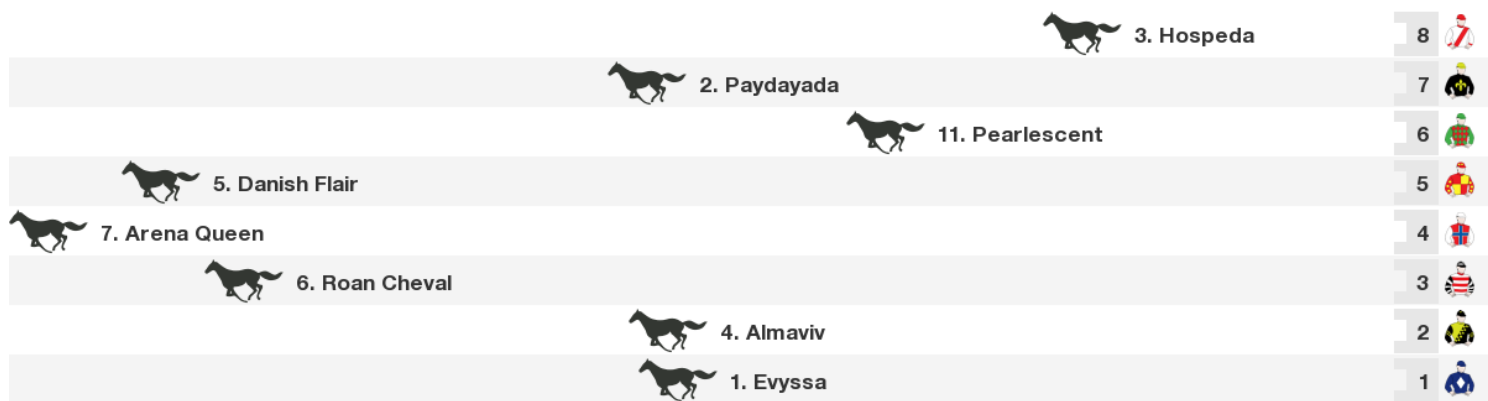 3. Hospeda 8
2. Paydayada 7
11. Pearlescent 6
5. Danish Flair 5
7. Arena Queen 4
6. Roan Cheval 3
4. Almaviv 2
1. Evyssa 1